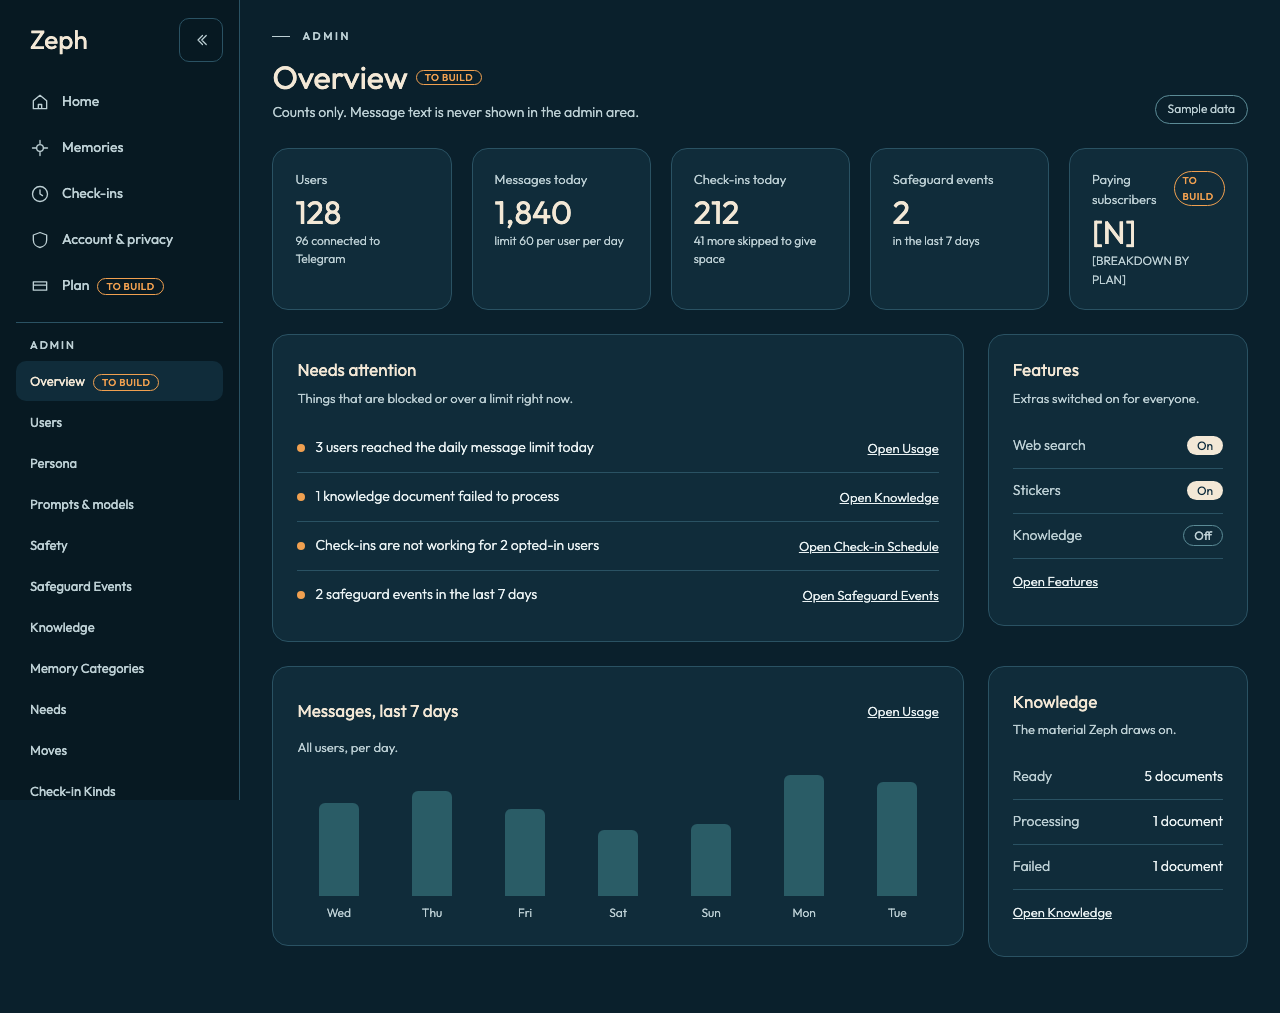 Zeph
Home
Memories
Check-ins
Account & privacy
Plan TO BUILD
ADMIN
Overview TO BUILD
Users
Persona
Prompts & models
Safety
Safeguard Events
Knowledge
Memory Categories
Needs
Moves
Check-in Kinds
ADMIN
Overview TO BUILD
Counts only. Message text is never shown in the admin area.
Sample data
Users
128
96 connected to
Telegram
Messages today
1,840
limit 60 per user per day
Check-ins today
212
41 more skipped to give
space
Safeguard events
2
in the last 7 days
Paying
subscribers
TO
BUILD
[N]
[BREAKDOWN BY
PLAN]
Needs attention
Things that are blocked or over a limit right now.
3 users reached the daily message limit today Open Usage
1 knowledge document failed to process Open Knowledge
Check-ins are not working for 2 opted-in users Open Check-in Schedule
2 safeguard events in the last 7 days Open Safeguard Events
Features
Extras switched on for everyone.
Web search On
Stickers On
Knowledge Off
Open Features
Messages, last 7 days Open Usage
All users, per day.
Wed Thu Fri Sat Sun Mon Tue
Knowledge
The material Zeph draws on.
Ready 5 documents
Processing 1 document
Failed 1 document
Open Knowledge